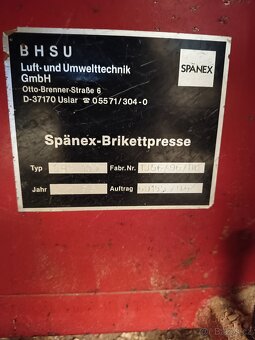 BHSU
Luft- und Umwelttechnik
GmbH
Otto-Brenner-Straße 6
D-37170 Uslar ☎ 05571/304-0
SPÄNEX
Spänex-Brikettpresse
Typ Fabr. Nr.
Jahr Auftrag